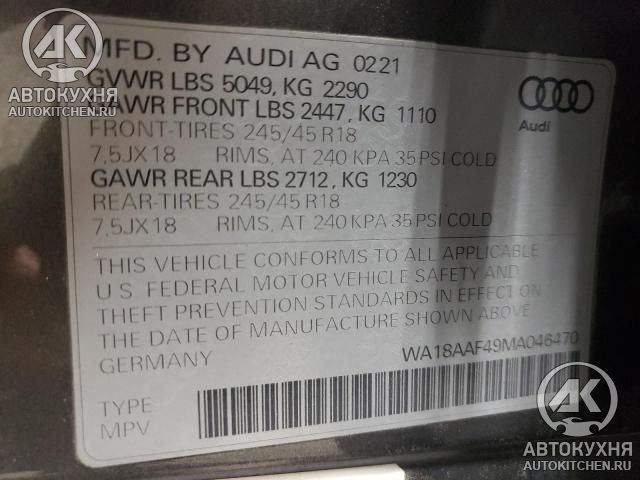 MFD. BY AUDI AG 0221
GVWR LBS 5049, KG 2290
GAWR FRONT LBS 2447, KG 1110
FRONT-TIRES 245/45 R18
7,5JX18 RIMS, AT 240 KPA 35 PSI COLD
GAWR REAR LBS 2712, KG 1230
REAR-TIRES 245/45 R18
7,5JX18 RIMS, AT 240 KPA 35 PSI COLD
Audi
THIS VEHICLE CONFORMS TO ALL APPLICABLE
U.S. FEDERAL MOTOR VEHICLE SAFETY AND
THEFT PREVENTION STANDARDS IN EFFECT ON
THE DATE OF MANUFACTURE SHOWN ABOVE
GERMANY WA18AAF49MA046470
TYPE
MPV
АК
АВТОКУХНЯ
AUTOKITCHEN.RU
АК
АВТОКУХНЯ
AUTOKITCHEN.RU